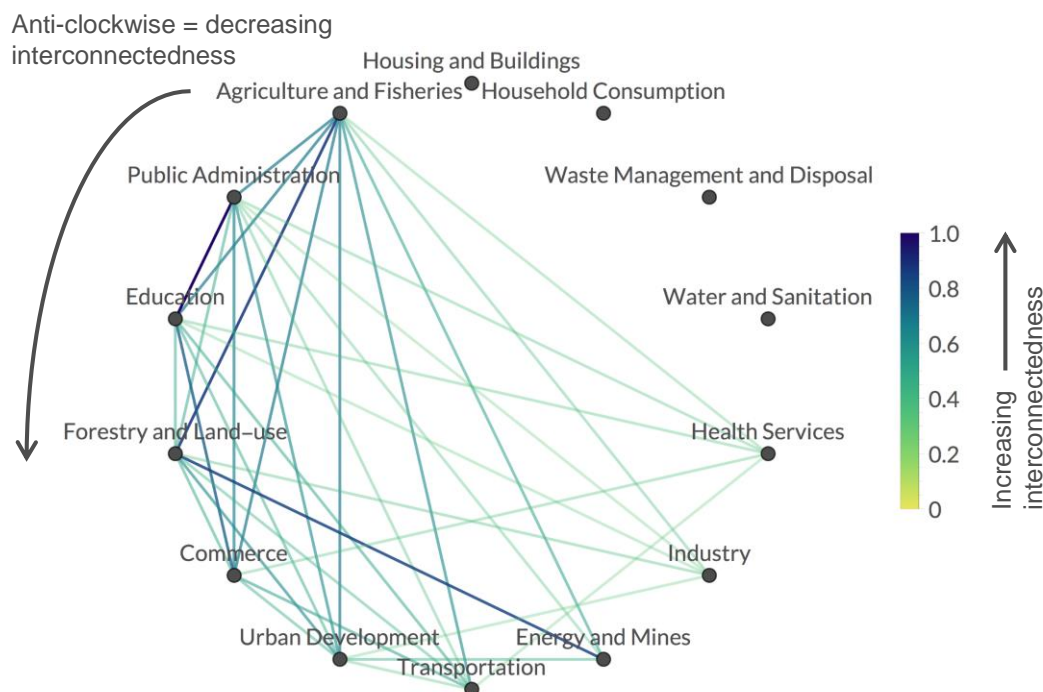 Anti-clockwise = decreasing
interconnectedness
Housing and Buildings
Agriculture and Fisheries
Household Consumption
Public Administration
Waste Management and Disposal
Education
Water and Sanitation
Forestry and Land–use
Health Services
Commerce
Industry
Urban Development
Energy and Mines
Transportation
1.0
0.8
0.6
0.4
0.2
0
Increasing
interconnectedness